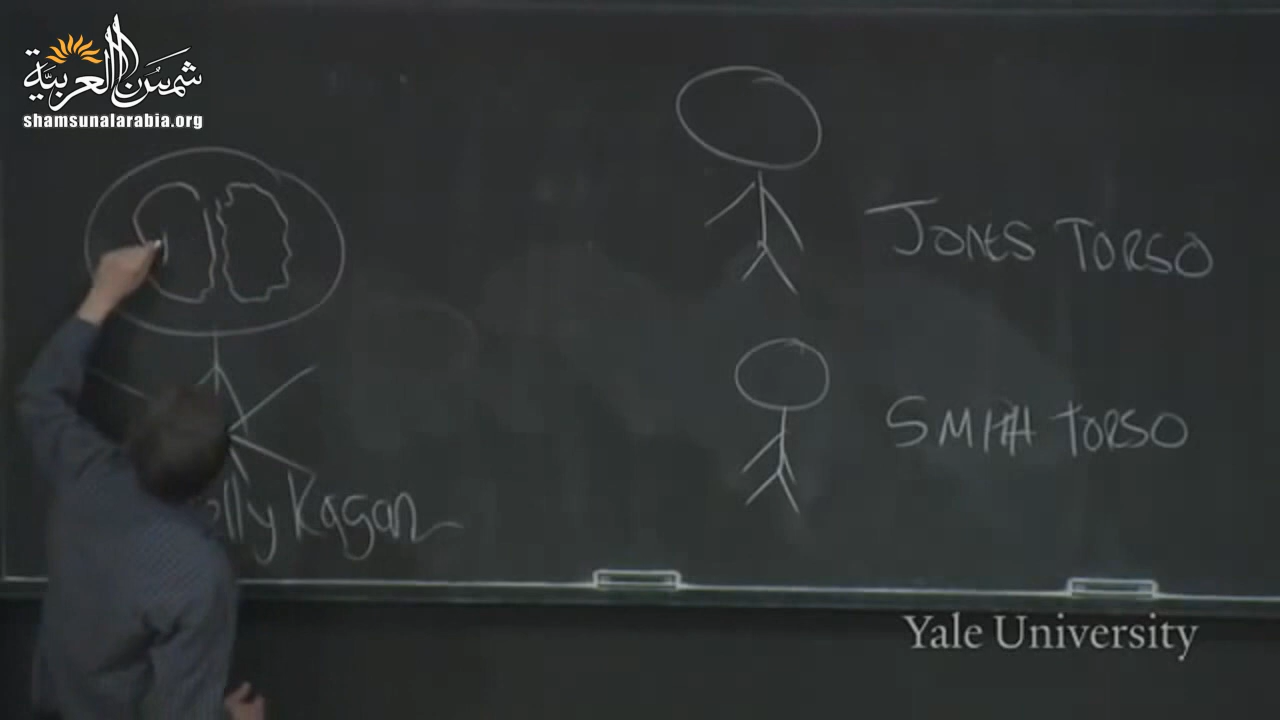 شمس العربية
shamsunalarabia.org
JONES TORSO
SMITH TORSO
elly Kagan
Yale University